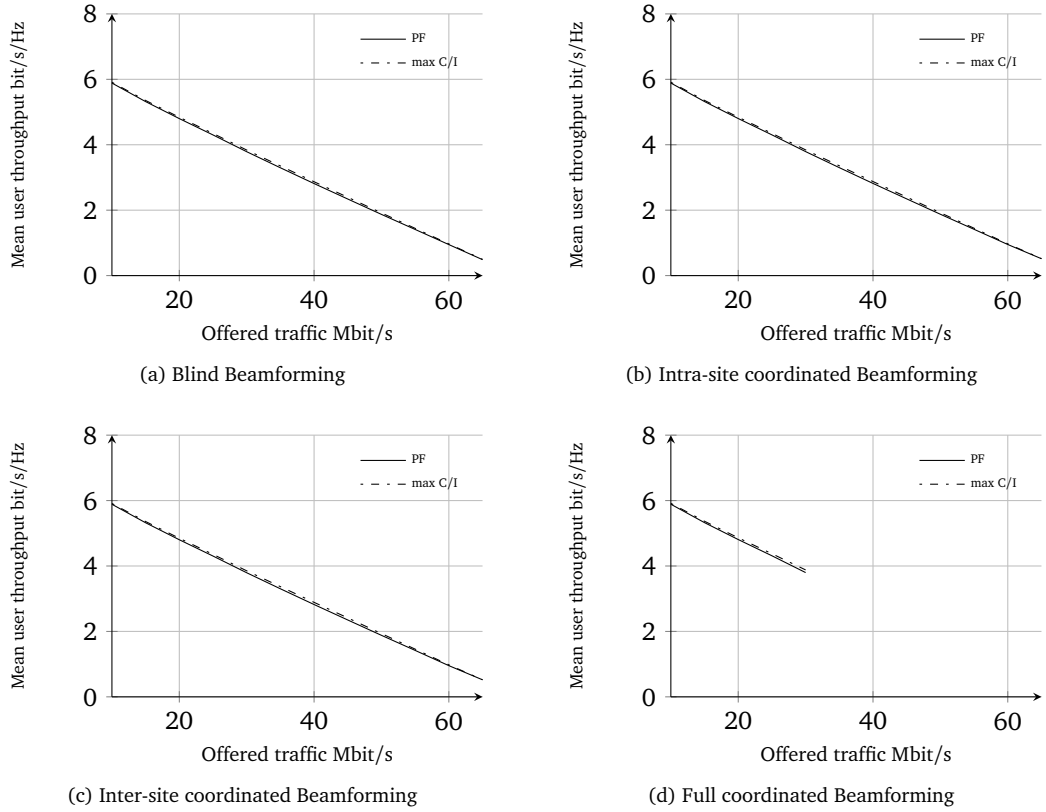 Mean user throughput bit/s/Hz
8
6
4
2
0
PF
max C/I
20
40
60
Offered traffic Mbit/s
(a) Blind Beamforming
Mean user throughput bit/s/Hz
8
6
4
2
0
PF
max C/I
20
40
60
Offered traffic Mbit/s
(b) Intra-site coordinated Beamforming
Mean user throughput bit/s/Hz
8
6
4
2
0
PF
max C/I
20
40
60
Offered traffic Mbit/s
(c) Inter-site coordinated Beamforming
Mean user throughput bit/s/Hz
8
6
4
2
0
PF
max C/I
20
40
60
Offered traffic Mbit/s
(d) Full coordinated Beamforming